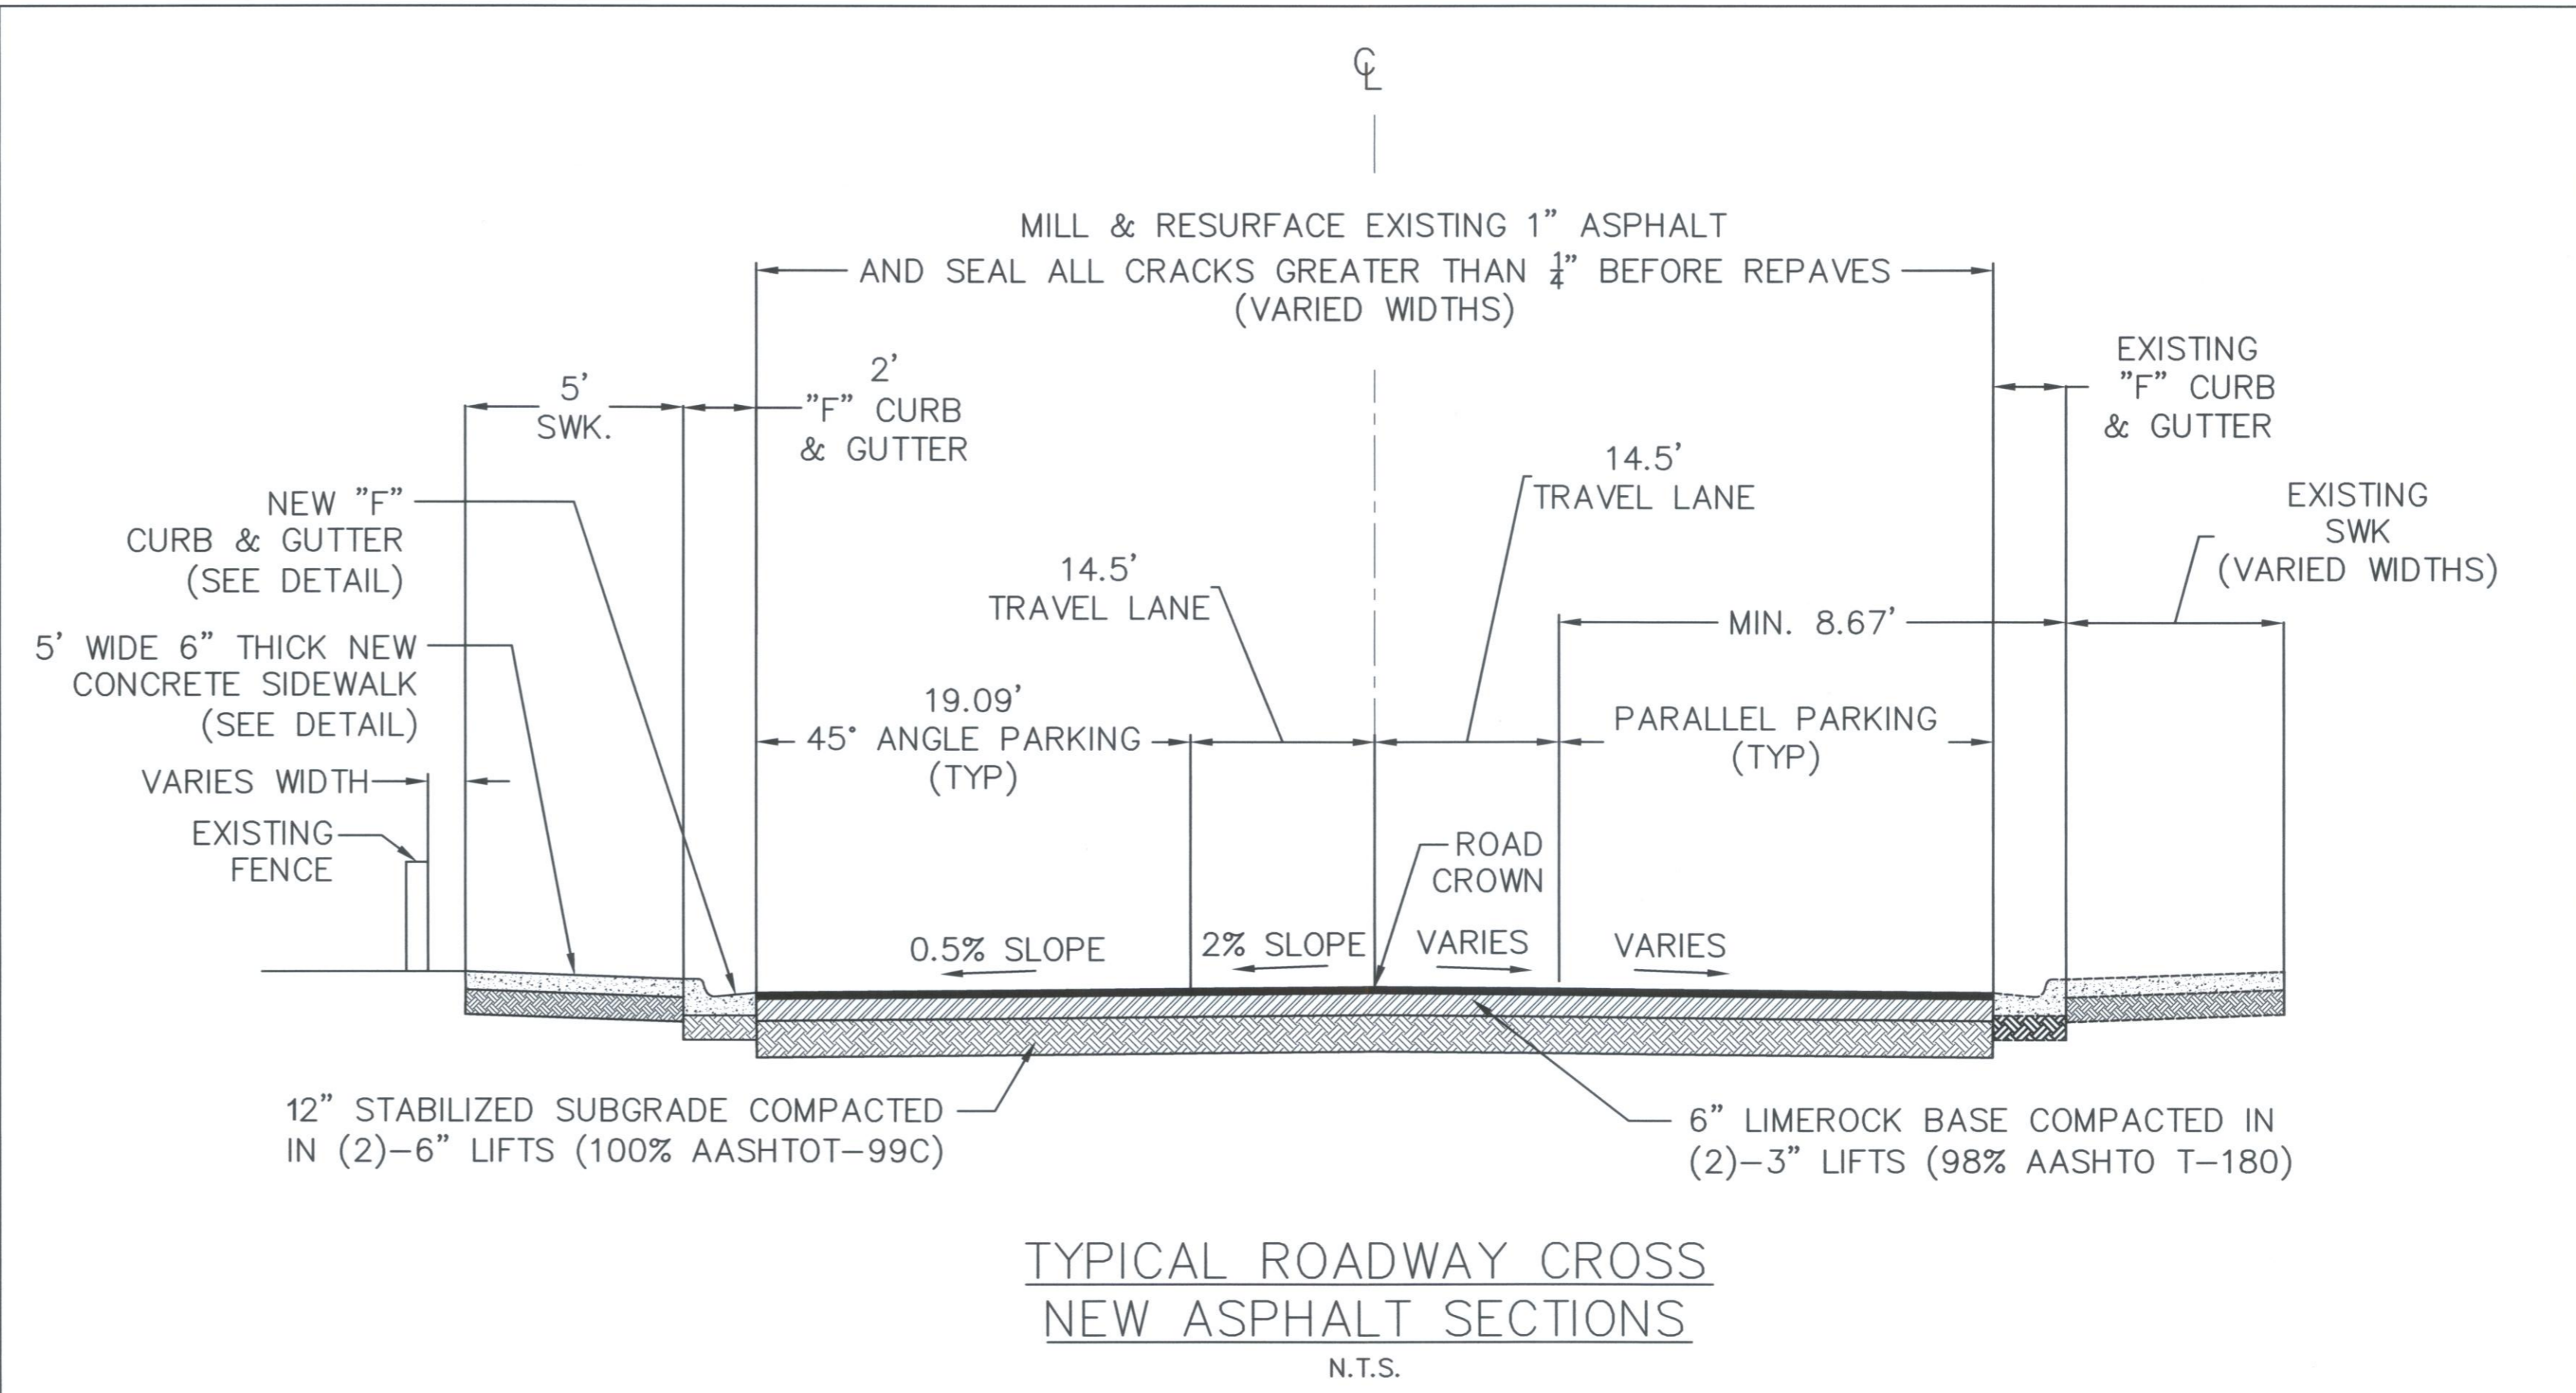 ℄
MILL & RESURFACE EXISTING 1” ASPHALT
AND SEAL ALL CRACKS GREATER THAN ¼” BEFORE REPAVES
(VARIED WIDTHS)
5’
SWK.
2’
”F” CURB
& GUTTER
EXISTING
”F” CURB
& GUTTER
NEW ”F”
CURB & GUTTER
(SEE DETAIL)
14.5’
TRAVEL LANE
14.5’
TRAVEL LANE
EXISTING
SWK
(VARIED WIDTHS)
5’ WIDE 6” THICK NEW
CONCRETE SIDEWALK
(SEE DETAIL)
MIN. 8.67’
19.09’
45° ANGLE PARKING
(TYP)
PARALLEL PARKING
(TYP)
VARIES WIDTH
EXISTING
FENCE
ROAD
CROWN
0.5% SLOPE
2% SLOPE
VARIES
VARIES
12” STABILIZED SUBGRADE COMPACTED
IN (2)–6” LIFTS (100% AASHTOT–99C)
6” LIMEROCK BASE COMPACTED IN
(2)–3” LIFTS (98% AASHTO T–180)
TYPICAL ROADWAY CROSS
NEW ASPHALT SECTIONS
N.T.S.